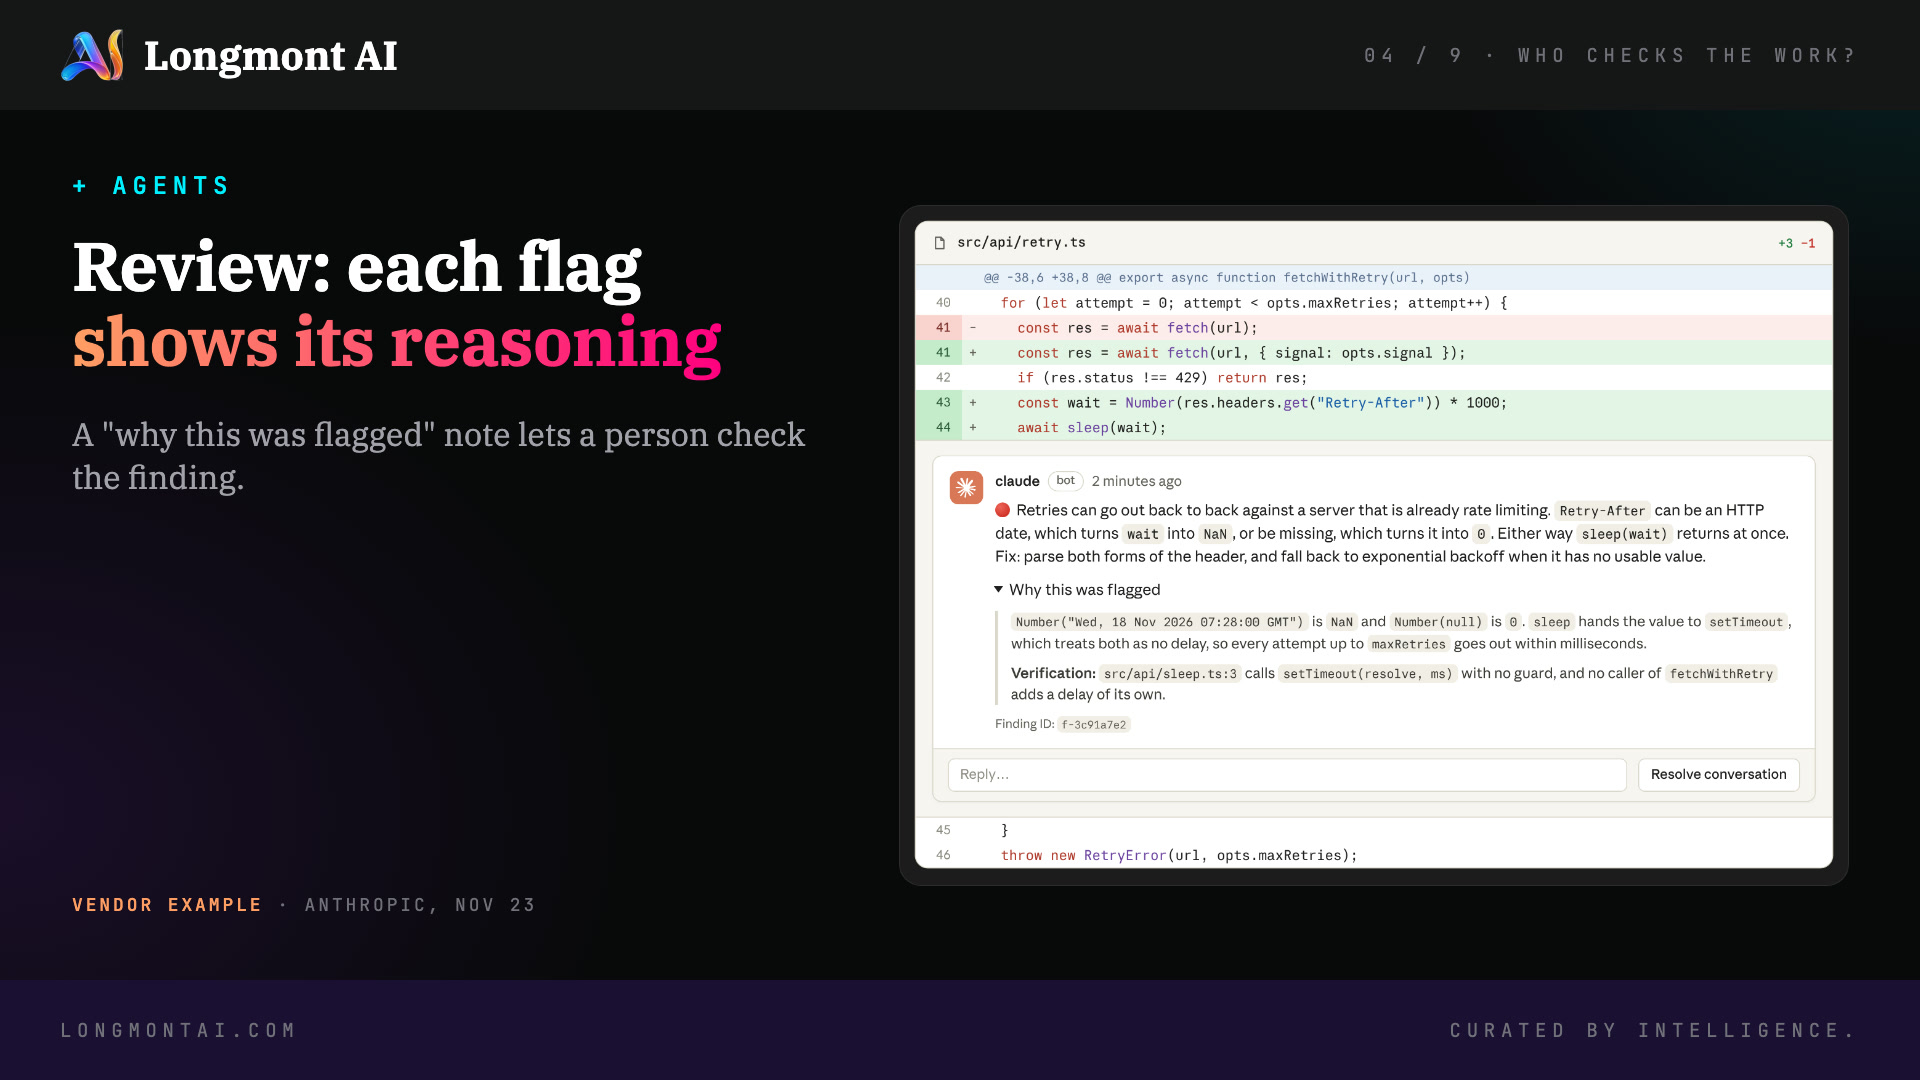 Longmont AI
04 / 9 · WHO CHECKS THE WORK?
+ AGENTS
Review: each flag
shows its reasoning
A "why this was flagged" note lets a person check
the finding.
VENDOR EXAMPLE · ANTHROPIC, NOV 23
src/api/retry.ts
+3 −1
@@ -38,6 +38,8 @@ export async function fetchWithRetry(url, opts)
40 for (let attempt = 0; attempt < opts.maxRetries; attempt++) {
41 - const res = await fetch(url);
41 + const res = await fetch(url, { signal: opts.signal });
42 if (res.status !== 429) return res;
43 + const wait = Number(res.headers.get("Retry-After")) * 1000;
44 + await sleep(wait);
claude bot 2 minutes ago
Retries can go out back to back against a server that is already rate limiting. Retry-After can be an HTTP
date, which turns wait into NaN, or be missing, which turns it into 0. Either way sleep(wait) returns at once.
Fix: parse both forms of the header, and fall back to exponential backoff when it has no usable value.
▼ Why this was flagged
Number("Wed, 18 Nov 2026 07:28:00 GMT") is NaN and Number(null) is 0. sleep hands the value to setTimeout,
which treats both as no delay, so every attempt up to maxRetries goes out within milliseconds.
Verification: src/api/sleep.ts:3 calls setTimeout(resolve, ms) with no guard, and no caller of fetchWithRetry
adds a delay of its own.
Finding ID: f-3c91a7e2
Reply...
Resolve conversation
45 }
46 throw new RetryError(url, opts.maxRetries);
LONGMONTAI.COM
CURATED BY INTELLIGENCE.